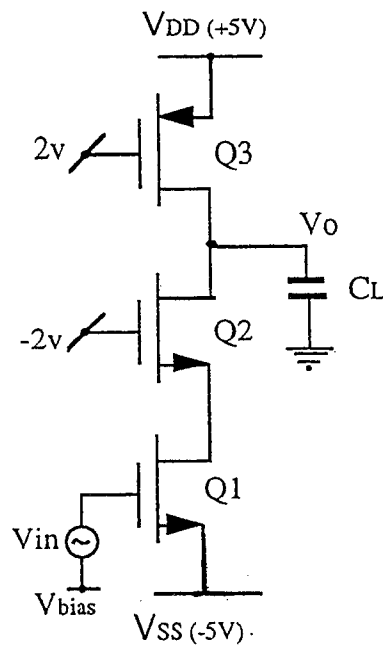 VDD (+5V)
2v
Q3
Vo
CL
-2v
Q2
Q1
Vin
Vbias
VSS (-5V).